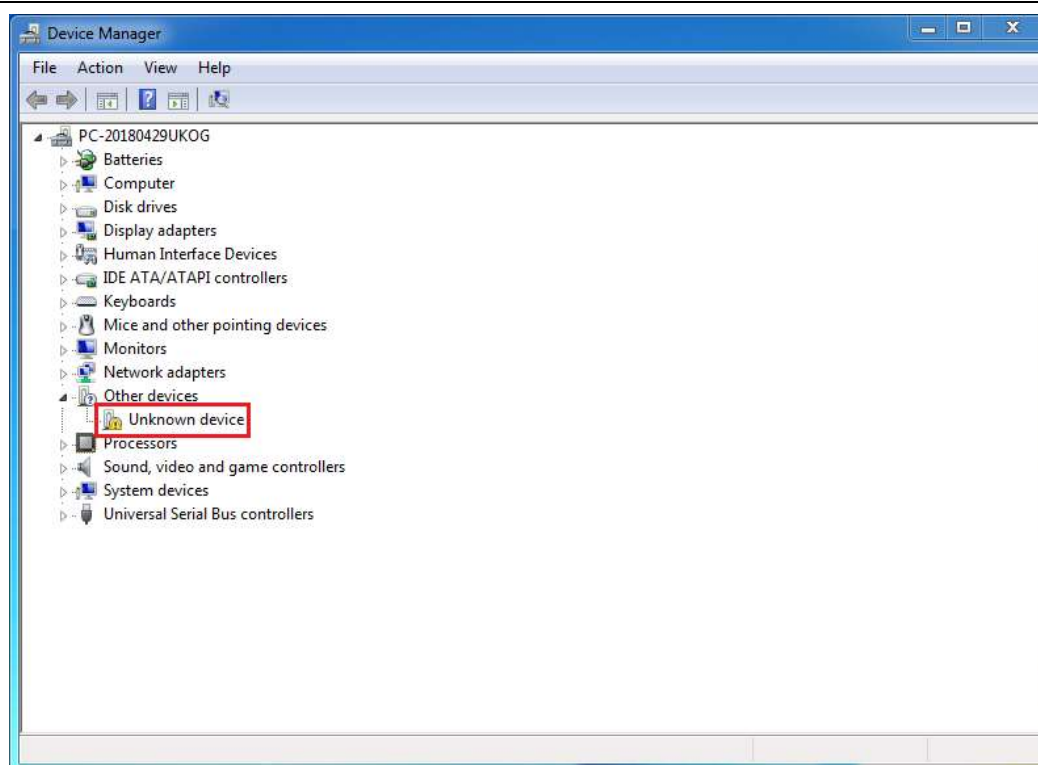 Device Manager
File Action View Help
PC-20180429UKOG
Batteries
Computer
Disk drives
Display adapters
Human Interface Devices
IDE ATA/ATAPI controllers
Keyboards
Mice and other pointing devices
Monitors
Network adapters
Other devices
Unknown device
Processors
Sound, video and game controllers
System devices
Universal Serial Bus controllers